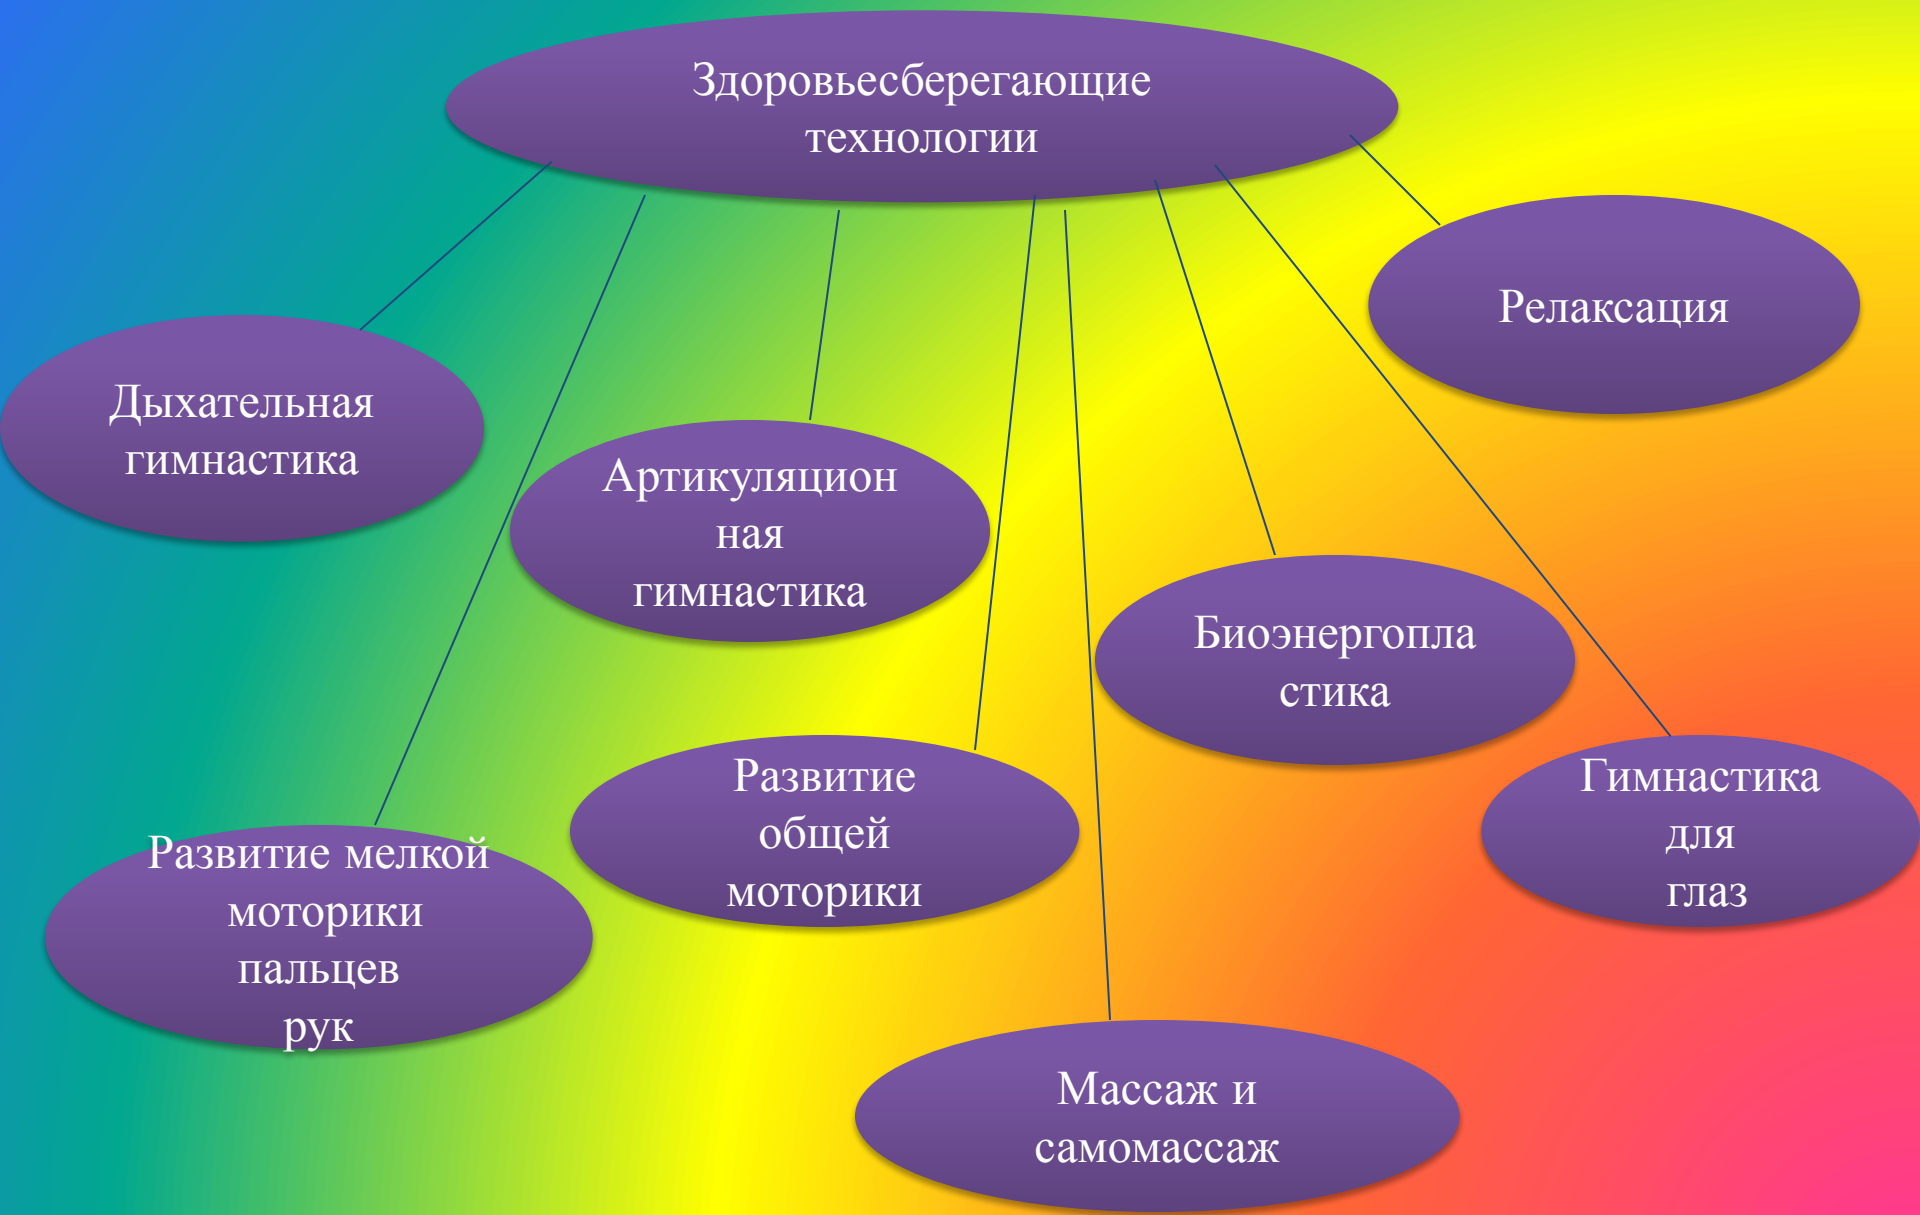 Здоровьесберегающие
технологии
Релаксация
Дыхательная
гимнастика
Артикуляцион
ная
гимнастика
Биоэнергопла
стика
Развитие
общей
моторики
Гимнастика
для
глаз
Развитие мелкой
моторики
пальцев
рук
Массаж и
самомассаж